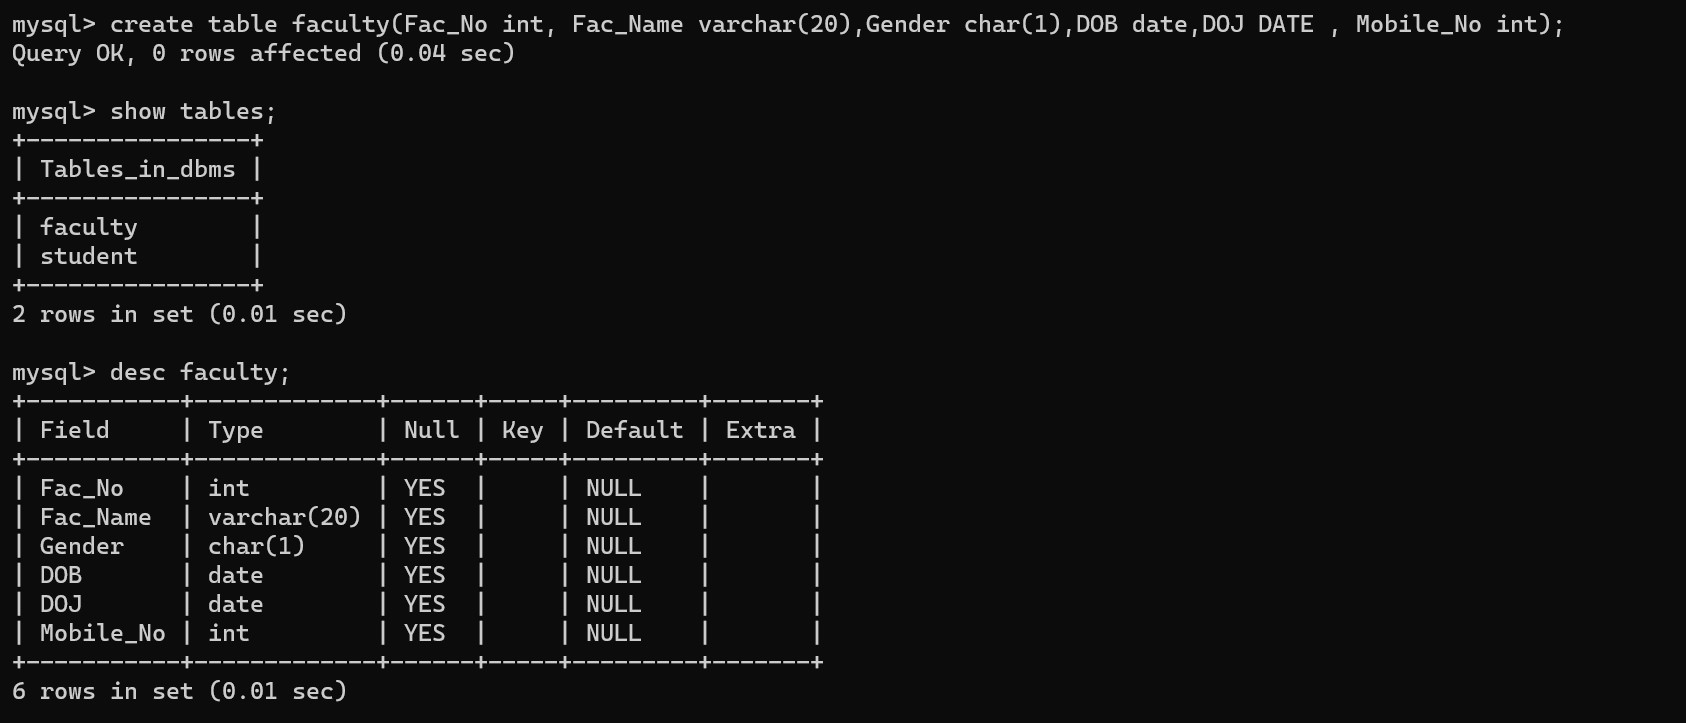 mysql> create table faculty(Fac_No int, Fac_Name varchar(20),Gender char(1),DOB date,DOJ DATE , Mobile_No int);
Query OK, 0 rows affected (0.04 sec)

mysql> show tables;
+----------------+
| Tables_in_dbms |
+----------------+
| faculty        |
| student        |
+----------------+
2 rows in set (0.01 sec)

mysql> desc faculty;
+-----------+-------------+------+-----+---------+-------+
| Field     | Type        | Null | Key | Default | Extra |
+-----------+-------------+------+-----+---------+-------+
| Fac_No    | int         | YES  |     | NULL    |       |
| Fac_Name  | varchar(20) | YES  |     | NULL    |       |
| Gender    | char(1)     | YES  |     | NULL    |       |
| DOB       | date        | YES  |     | NULL    |       |
| DOJ       | date        | YES  |     | NULL    |       |
| Mobile_No | int         | YES  |     | NULL    |       |
+-----------+-------------+------+-----+---------+-------+
6 rows in set (0.01 sec)